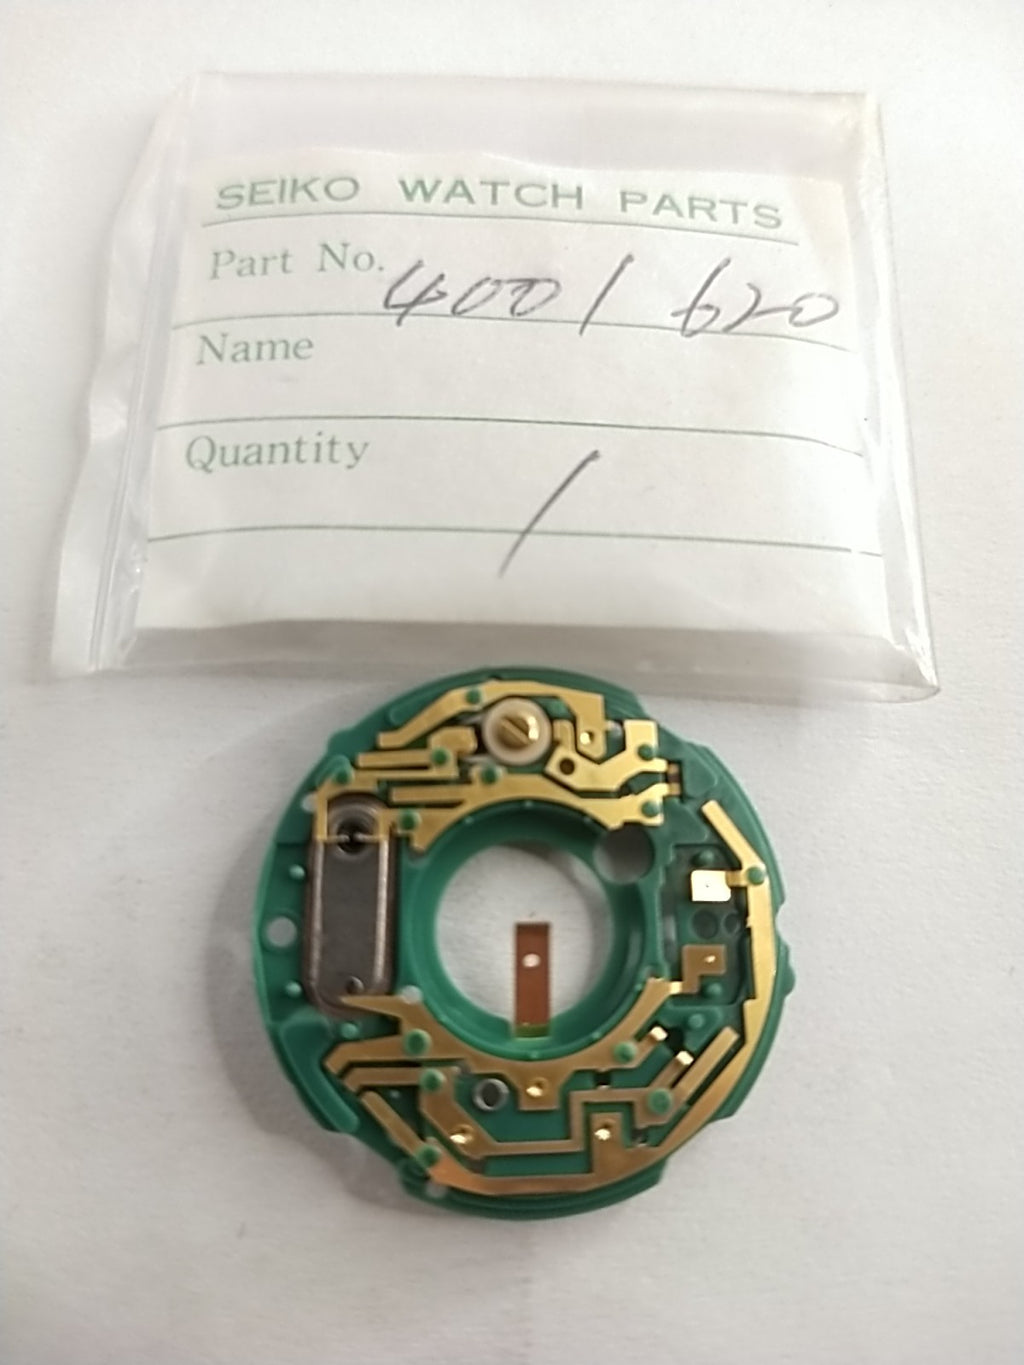 SEIKO WATCH PARTS
Part No. 4001 620
Name
Quantity 1